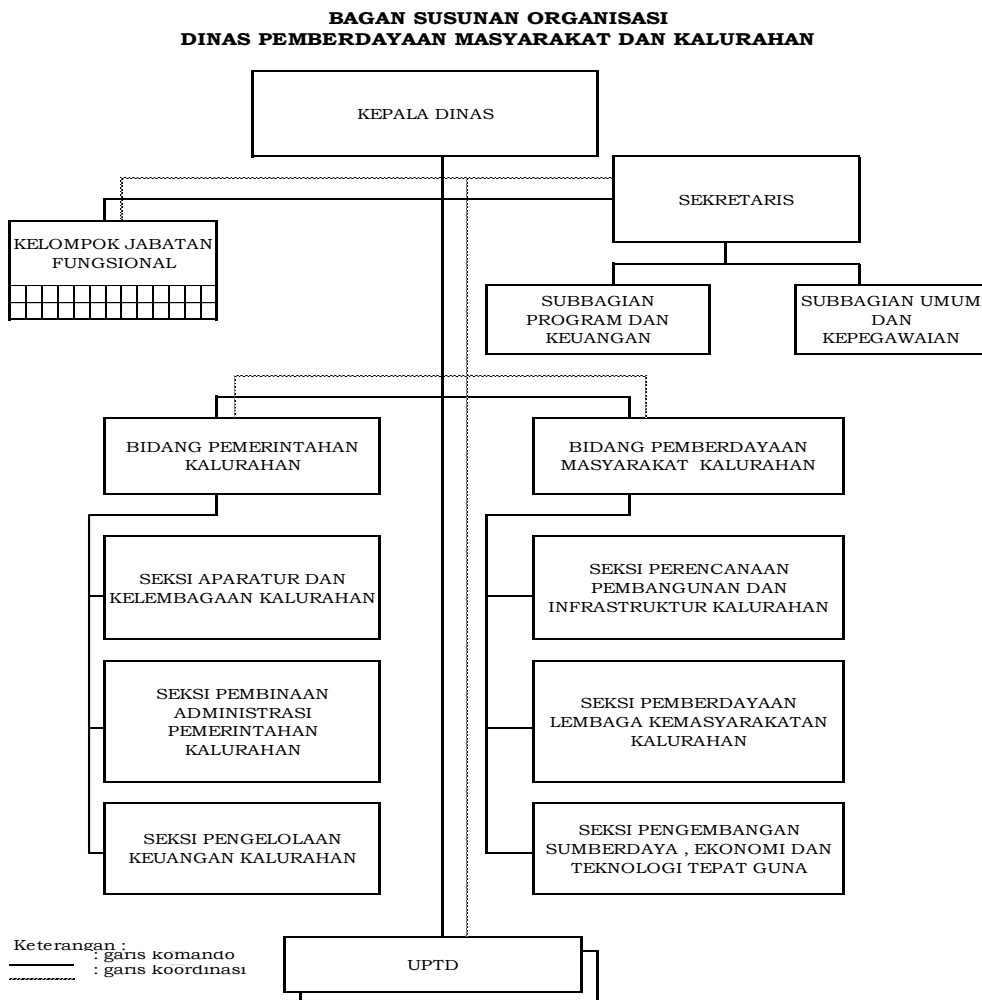 BAGAN SUSUNAN ORGANISASI
DINAS PEMBERDAYAAN MASYARAKAT DAN KALURAHAN
KEPALA DINAS
SEKRETARIS
KELOMPOK JABATAN
FUNGSIONAL
SUBBAGIAN
PROGRAM DAN
KEUANGAN
SUBBAGIAN UMUM
DAN
KEPEGAWAIAN
BIDANG PEMERINTAHAN
KALURAHAN
BIDANG PEMBERDAYAAN
MASYARAKAT KALURAHAN
SEKSI APARATUR DAN
KELEMBAGAAN KALURAHAN
SEKSI PERENCANAAN
PEMBANGUNAN DAN
INFRASTRUKTUR KALURAHAN
SEKSI PEMBINAAN
ADMINISTRASI
PEMERINTAHAN
KALURAHAN
SEKSI PEMBERDAYAAN
LEMBAGA KEMASYARAKATAN
KALURAHAN
SEKSI PENGELOLAAN
KEUANGAN KALURAHAN
SEKSI PENGEMBANGAN
SUMBERDAYA , EKONOMI DAN
TEKNOLOGI TEPAT GUNA
Keterangan :
: garis komando
: garis koordinasi
UPTD